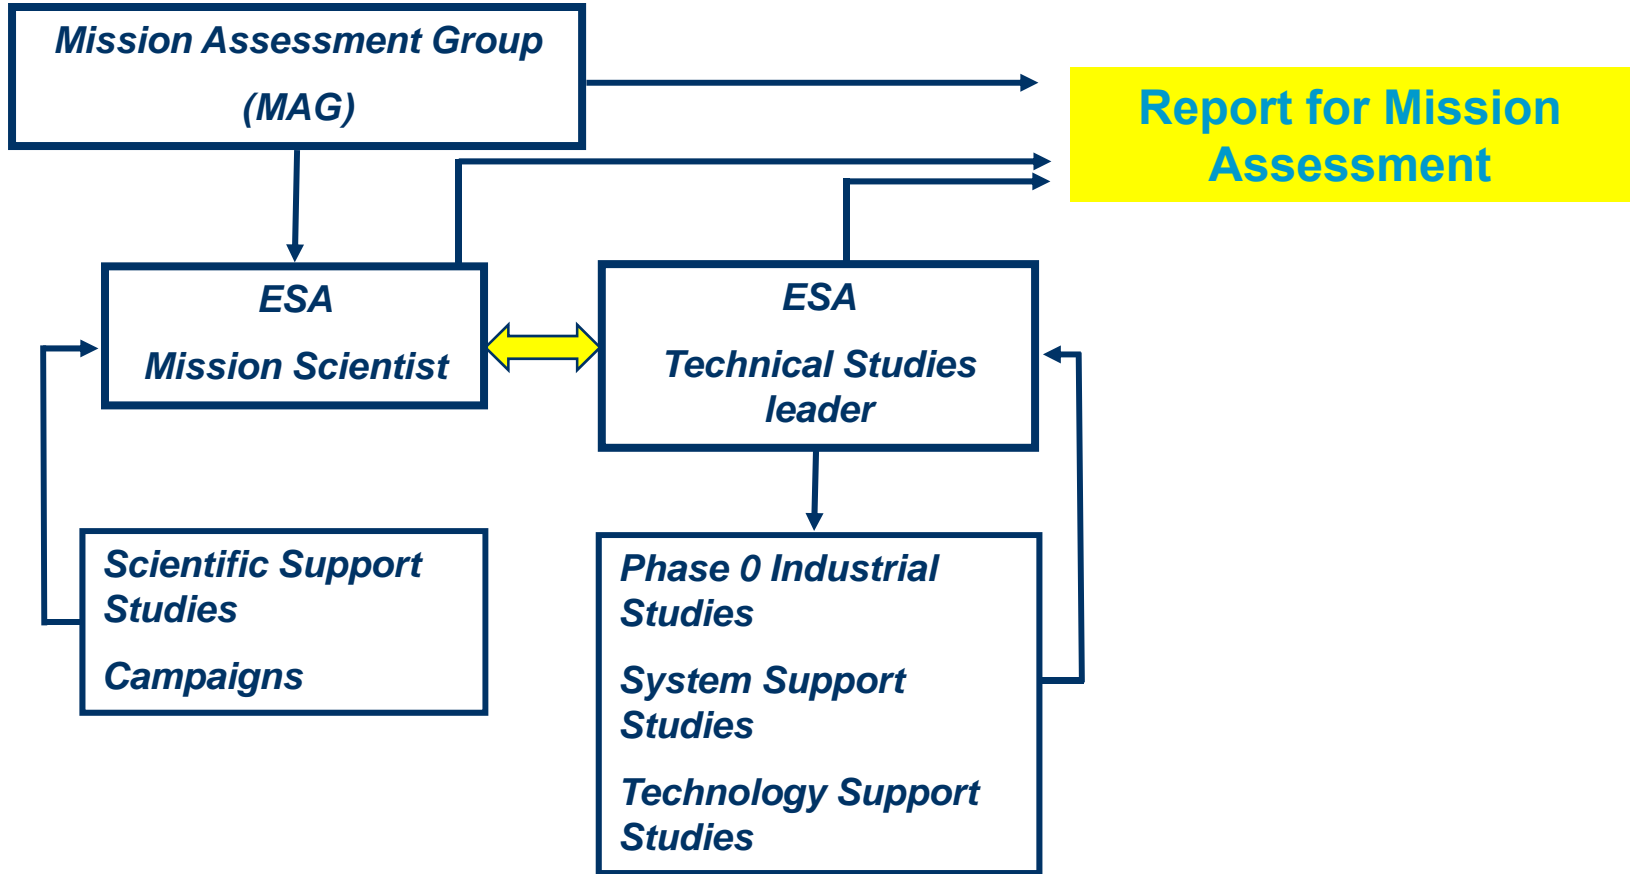 Mission Assessment Group
(MAG)
Report for Mission
Assessment
ESA
Mission Scientist
ESA
Technical Studies
leader
Scientific Support
Studies
Campaigns
Phase 0 Industrial
Studies
System Support
Studies
Technology Support
Studies